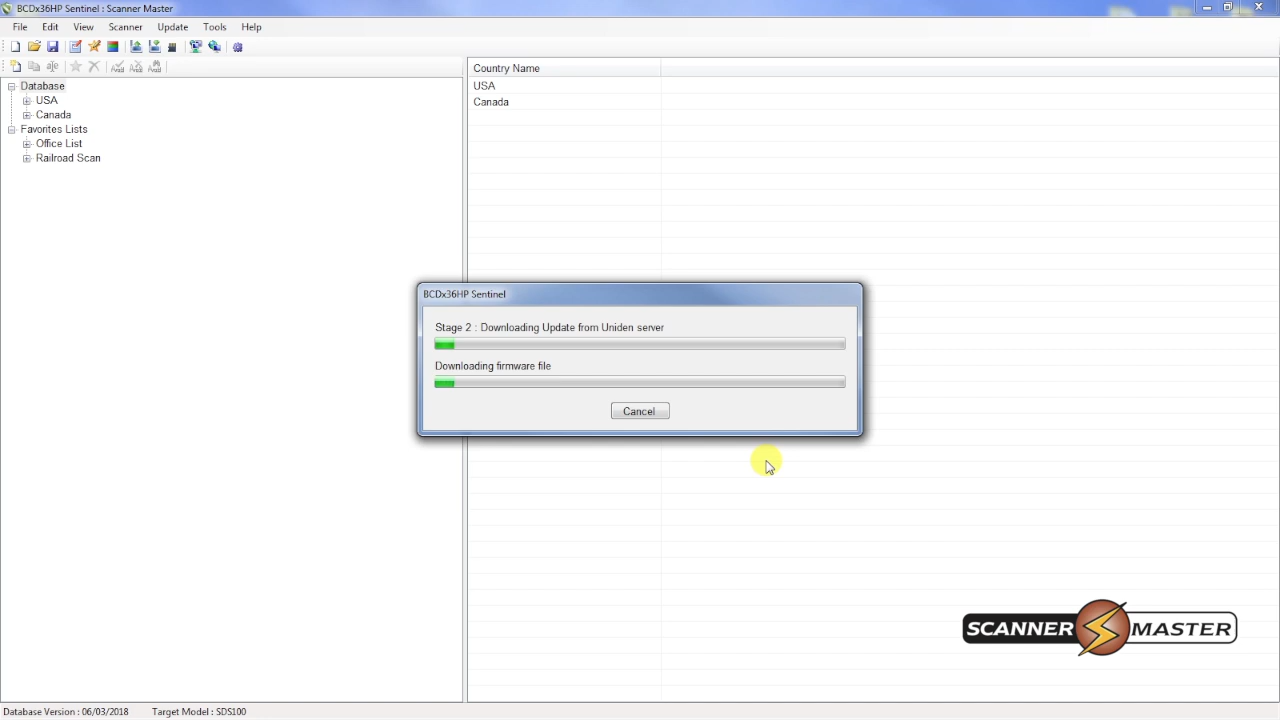 BCDx36HP Sentinel : Scanner Master
File Edit View Scanner Update Tools Help
Database
USA
Canada
Favorites Lists
Office List
Railroad Scan
Country Name
USA
Canada
BCDx36HP Sentinel
Stage 2 : Downloading Update from Uniden server
Downloading firmware file
Cancel
SCANNER MASTER
Database Version : 06/03/2018 Target Model : SDS100